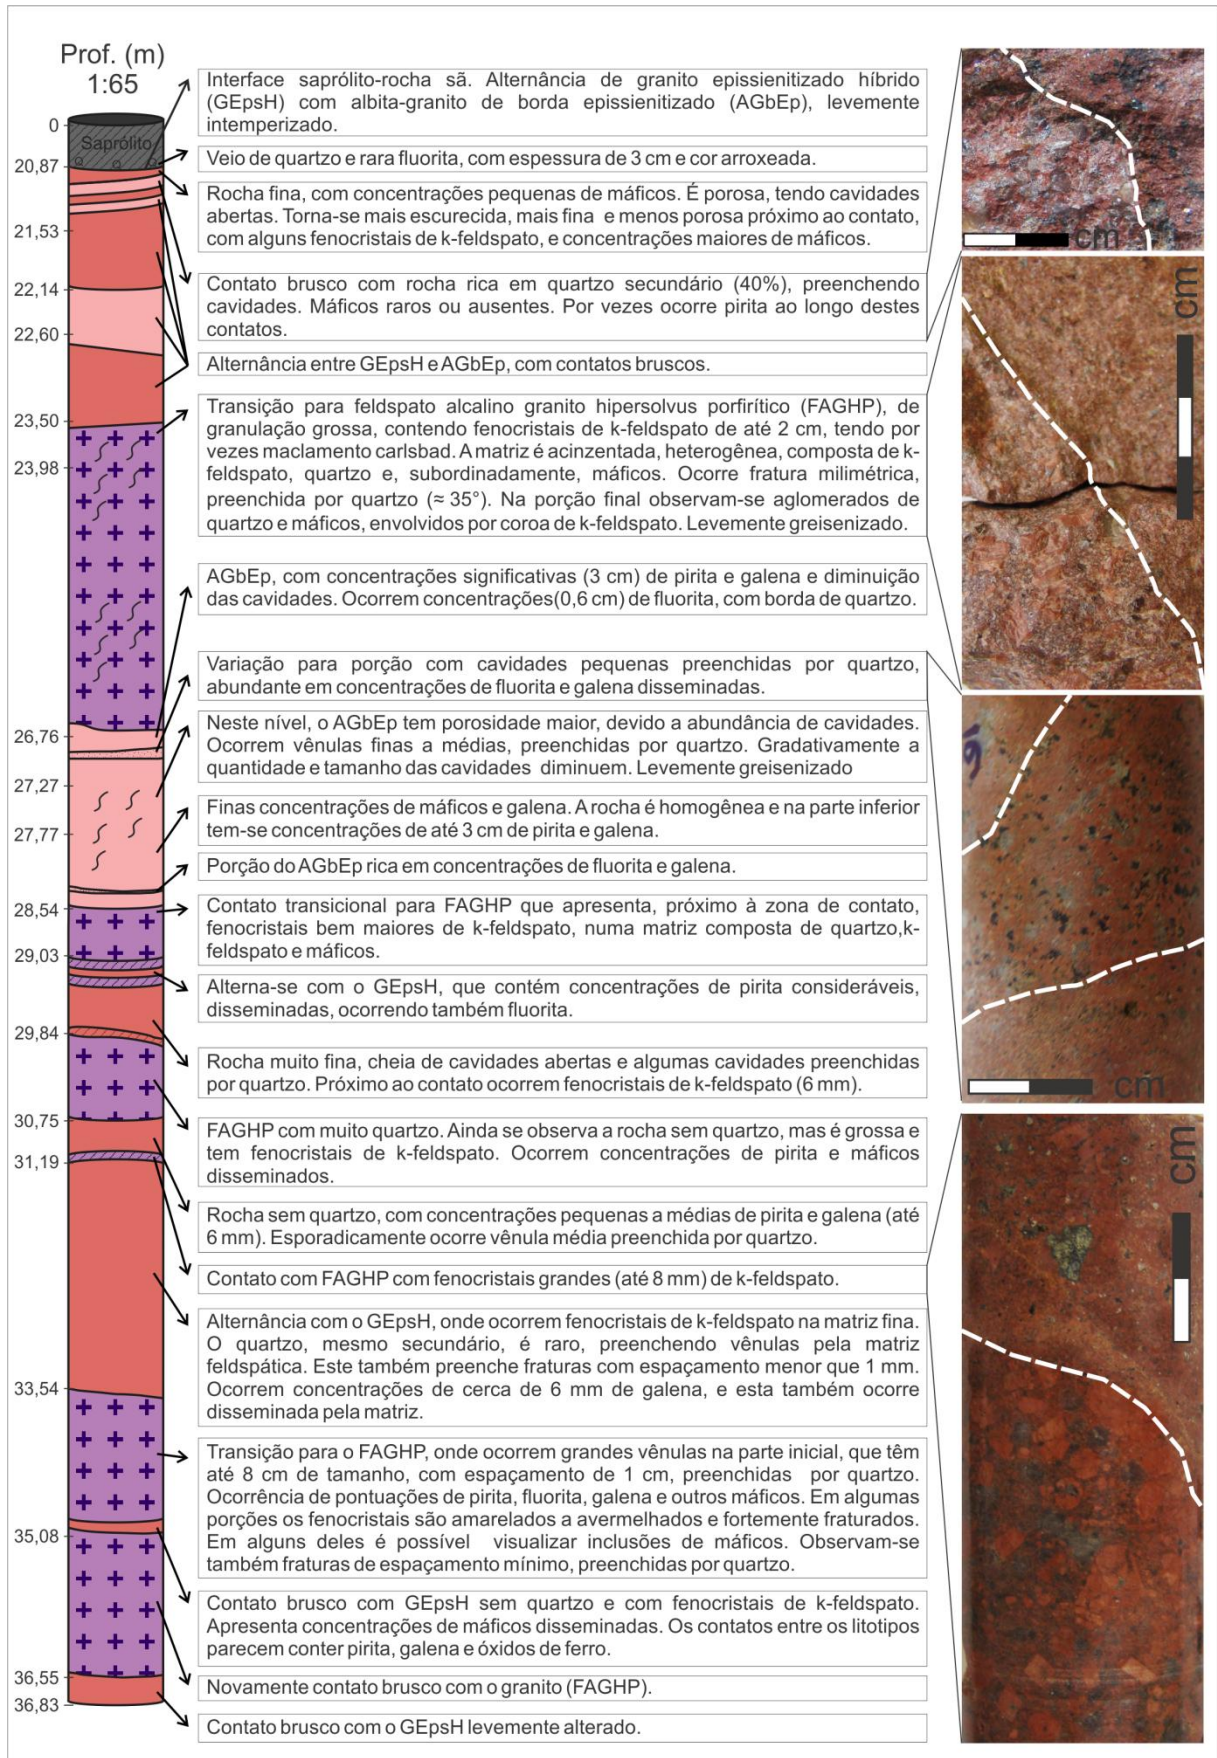 Prof. (m)
1:65
0
Saprólito
20,87
21,53
22,14
22,60
23,50
23,98
26,76
27,27
27,77
28,54
29,03
29,84
30,75
31,19
33,54
35,08
36,55
36,83
Interface saprólito-rocha sã. Alternância de granito epissienitizado híbrido
(GEpsH) com albita-granito de borda epissienitizado (AGbEp), levemente
intemperizado.
Veio de quartzo e rara fluorita, com espessura de 3 cm e cor arroxeada.
Rocha fina, com concentrações pequenas de máficos. É porosa, tendo cavidades
abertas. Torna-se mais escurecida, mais fina e menos porosa próximo ao contato,
com alguns fenocristais de k-feldspato, e concentrações maiores de máficos.
Contato brusco com rocha rica em quartzo secundário (40%), preenchendo
cavidades. Máficos raros ou ausentes. Por vezes ocorre pirita ao longo destes
contatos.
Alternância entre GEpsH e AGbEp, com contatos bruscos.
Transição para feldspato alcalino granito hipersolvus porfirítico (FAGHP), de
granulação grossa, contendo fenocristais de k-feldspato de até 2 cm, tendo por
vezes maclamento carlsbad. A matriz é acinzentada, heterogênea, composta de k-
feldspato, quartzo e, subordinadamente, máficos. Ocorre fratura milimétrica,
preenchida por quartzo (≈ 35°). Na porção final observam-se aglomerados de
quartzo e máficos, envolvidos por coroa de k-feldspato. Levemente greisenizado.
AGbEp, com concentrações significativas (3 cm) de pirita e galena e diminuição
das cavidades. Ocorrem concentrações(0,6 cm) de fluorita, com borda de quartzo.
Variação para porção com cavidades pequenas preenchidas por quartzo,
abundante em concentrações de fluorita e galena disseminadas.
Neste nível, o AGbEp tem porosidade maior, devido a abundância de cavidades.
Ocorrem vênulas finas a médias, preenchidas por quartzo. Gradativamente a
quantidade e tamanho das cavidades diminuem. Levemente greisenizado
Finas concentrações de máficos e galena. A rocha é homogênea e na parte inferior
tem-se concentrações de até 3 cm de pirita e galena.
Porção do AGbEp rica em concentrações de fluorita e galena.
Contato transicional para FAGHP que apresenta, próximo à zona de contato,
fenocristais bem maiores de k-feldspato, numa matriz composta de quartzo,k-
feldspato e máficos.
Alterna-se com o GEpsH, que contém concentrações de pirita consideráveis,
disseminadas, ocorrendo também fluorita.
Rocha muito fina, cheia de cavidades abertas e algumas cavidades preenchidas
por quartzo. Próximo ao contato ocorrem fenocristais de k-feldspato (6 mm).
FAGHP com muito quartzo. Ainda se observa a rocha sem quartzo, mas é grossa e
tem fenocristais de k-feldspato. Ocorrem concentrações de pirita e máficos
disseminados.
Rocha sem quartzo, com concentrações pequenas a médias de pirita e galena (até
6 mm). Esporadicamente ocorre vênula média preenchida por quartzo.
Contato com FAGHP com fenocristais grandes (até 8 mm) de k-feldspato.
Alternância com o GEpsH, onde ocorrem fenocristais de k-feldspato na matriz fina.
O quartzo, mesmo secundário, é raro, preenchendo vênulas pela matriz
feldspática. Este também preenche fraturas com espaçamento menor que 1 mm.
Ocorrem concentrações de cerca de 6 mm de galena, e esta também ocorre
disseminada pela matriz.
Transição para o FAGHP, onde ocorrem grandes vênulas na parte inicial, que têm
até 8 cm de tamanho, com espaçamento de 1 cm, preenchidas por quartzo.
Ocorrência de pontuações de pirita, fluorita, galena e outros máficos. Em algumas
porções os fenocristais são amarelados a avermelhados e fortemente fraturados.
Em alguns deles é possível visualizar inclusões de máficos. Observam-se
também fraturas de espaçamento mínimo, preenchidas por quartzo.
Contato brusco com GEpsH sem quartzo e com fenocristais de k-feldspato.
Apresenta concentrações de máficos disseminadas. Os contatos entre os litotipos
parecem conter pirita, galena e óxidos de ferro.
Novamente contato brusco com o granito (FAGHP).
Contato brusco com o GEpsH levemente alterado.
cm
cm
cm
cm